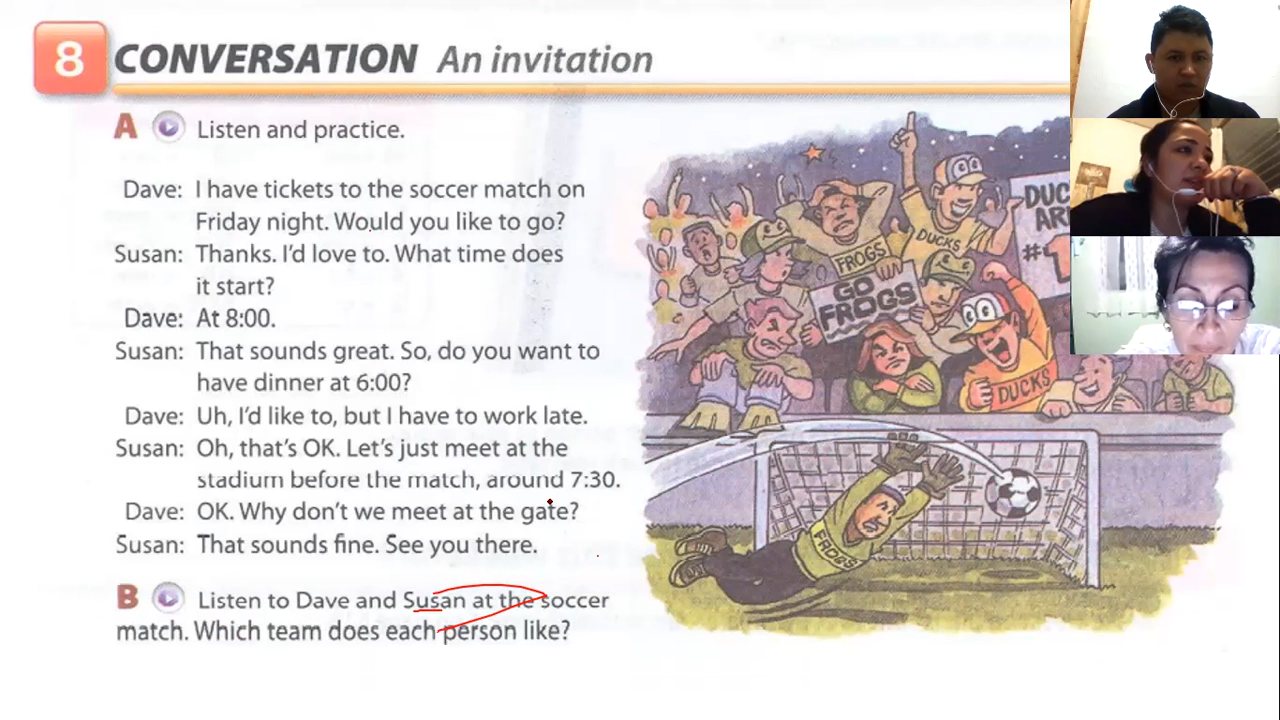 8 CONVERSATION An invitation
A Listen and practice.
Dave: I have tickets to the soccer match on
Friday night. Would you like to go?
Susan: Thanks. I'd love to. What time does
it start?
Dave: At 8:00.
Susan: That sounds great. So, do you want to
have dinner at 6:00?
Dave: Uh, I'd like to, but I have to work late.
Susan: Oh, that's OK. Let's just meet at the
stadium before the match, around 7:30.
Dave: OK. Why don't we meet at the gate?
Susan: That sounds fine. See you there.
B Listen to Dave and Susan at the soccer
match. Which team does each person like?
DUCKS
FROGS
GO
FROGS
DUC
AR
#1
DUCKS
FROGS